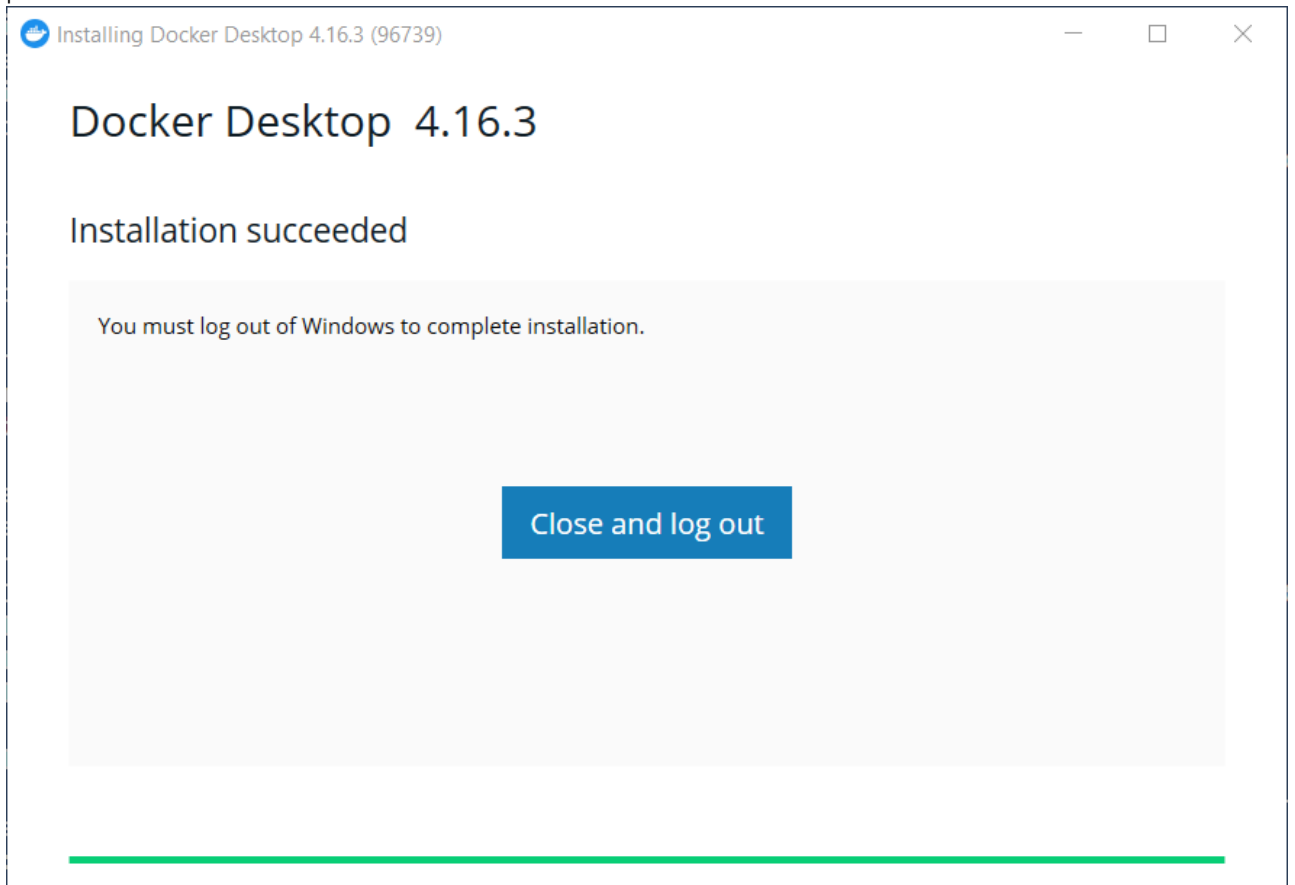 Installing Docker Desktop 4.16.3 (96739)
Docker Desktop 4.16.3
Installation succeeded
You must log out of Windows to complete installation.
Close and log out